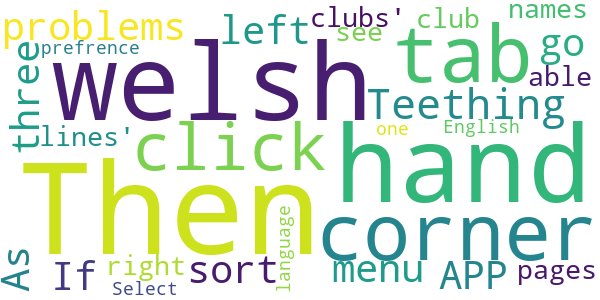 problems
prefrence
left
clubs'
see
club
names
go
able
three
welsh
tab
Teething
lines'
click
one
English
hand
Then
corner
As
If
right
Select
sort
language
menu
APP
pages